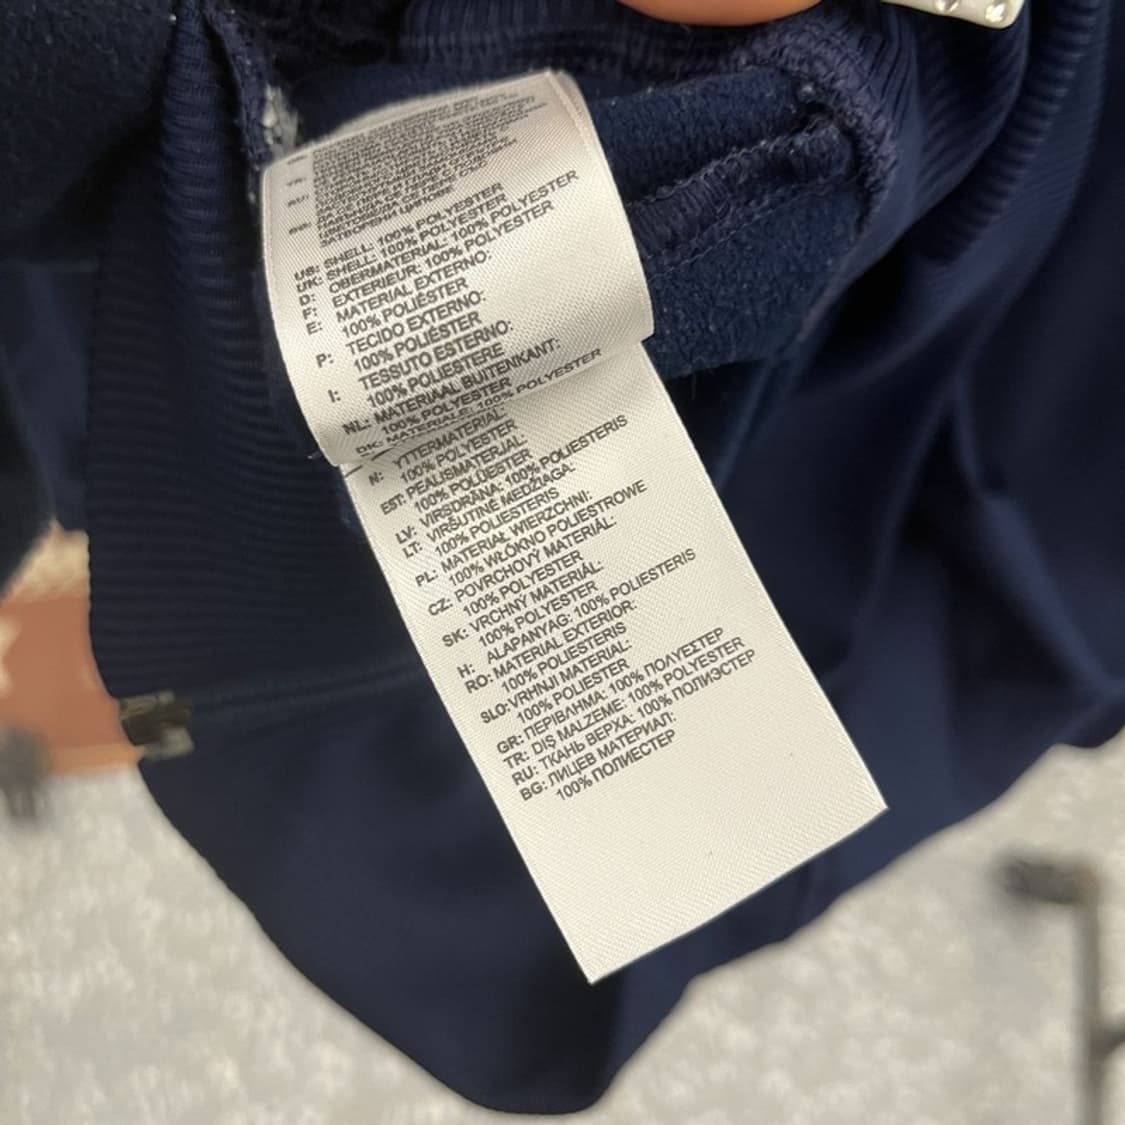 US: SHELL: 100% POLYESTER
UK: SHELL: 100% POLYESTER
D: OBERMATERIAL: 100% POLYESTER
F: EXTERIEUR: 100% POLYESTER
E: MATERIAL EXTERNO:
100% POLIÉSTER
P: TECIDO EXTERNO:
100% POLIÉSTER
I: TESSUTO ESTERNO:
100% POLIESTERE
NL: MATERIAAL BUITENKANT:
100% POLYESTER
DK: MATERIALE: 100% POLYESTER
N: YTTERMATERIAL:
100% POLYESTER
EST: PEALISMATERJAL:
100% POLÜESTER
LV: VIRSDRĀNA: 100% POLIESTERIS
LT: VIRŠUTINĖ MEDŽIAGA:
100% POLIESTERIS
PL: MATERIAŁ WIERZCHNI:
100% WŁÓKNO POLIESTROWE
CZ: POVRCHOVÝ MATERIÁL:
100% POLYESTER
SK: VRCHNÝ MATERIÁL:
100% POLYESTER
H: ALAPANYAG: 100% POLIESTERIS
RO: MATERIAL EXTERIOR:
100% POLIESTERIS
SLO: VRHNJI MATERIAL:
100% POLIESTER
GR: ΠΕΡΙΒΛΗΜΑ: 100% ΠΟΛΥΕΣΤΕΡ
TR: DIŞ MALZEME: 100% POLYESTER
RU: ТКАНЬ ВЕРХА: 100% ПОЛИЭСТЕР
BG: ЛИЦЕВ МАТЕРИАЛ:
100% ПОЛИЕСТЕР